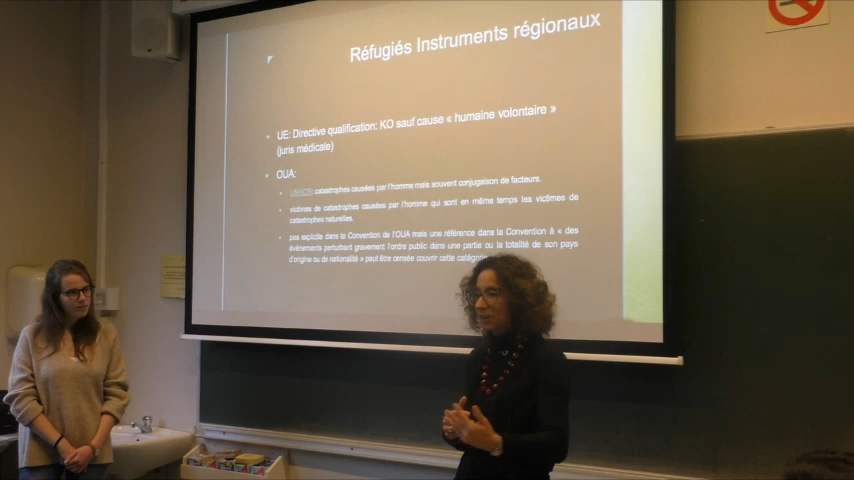 Réfugiés Instruments régionaux
UE: Directive qualification: KO sauf cause « humaine volontaire »
(juris médicale)
OUA:
: catastrophes causées par l'homme mais souvent conjugaison de facteurs.
victimes de catastrophes causées par l'homme qui sont en même temps les victimes de
catastrophes naturelles.
pas explicite dans la Convention de l'OUA mais une référence dans la Convention à « des
événements perturbant gravement l'ordre public dans une partie ou la totalité de son pays
d'origine ou de nationalité » peut être censée couvrir cette catégorie